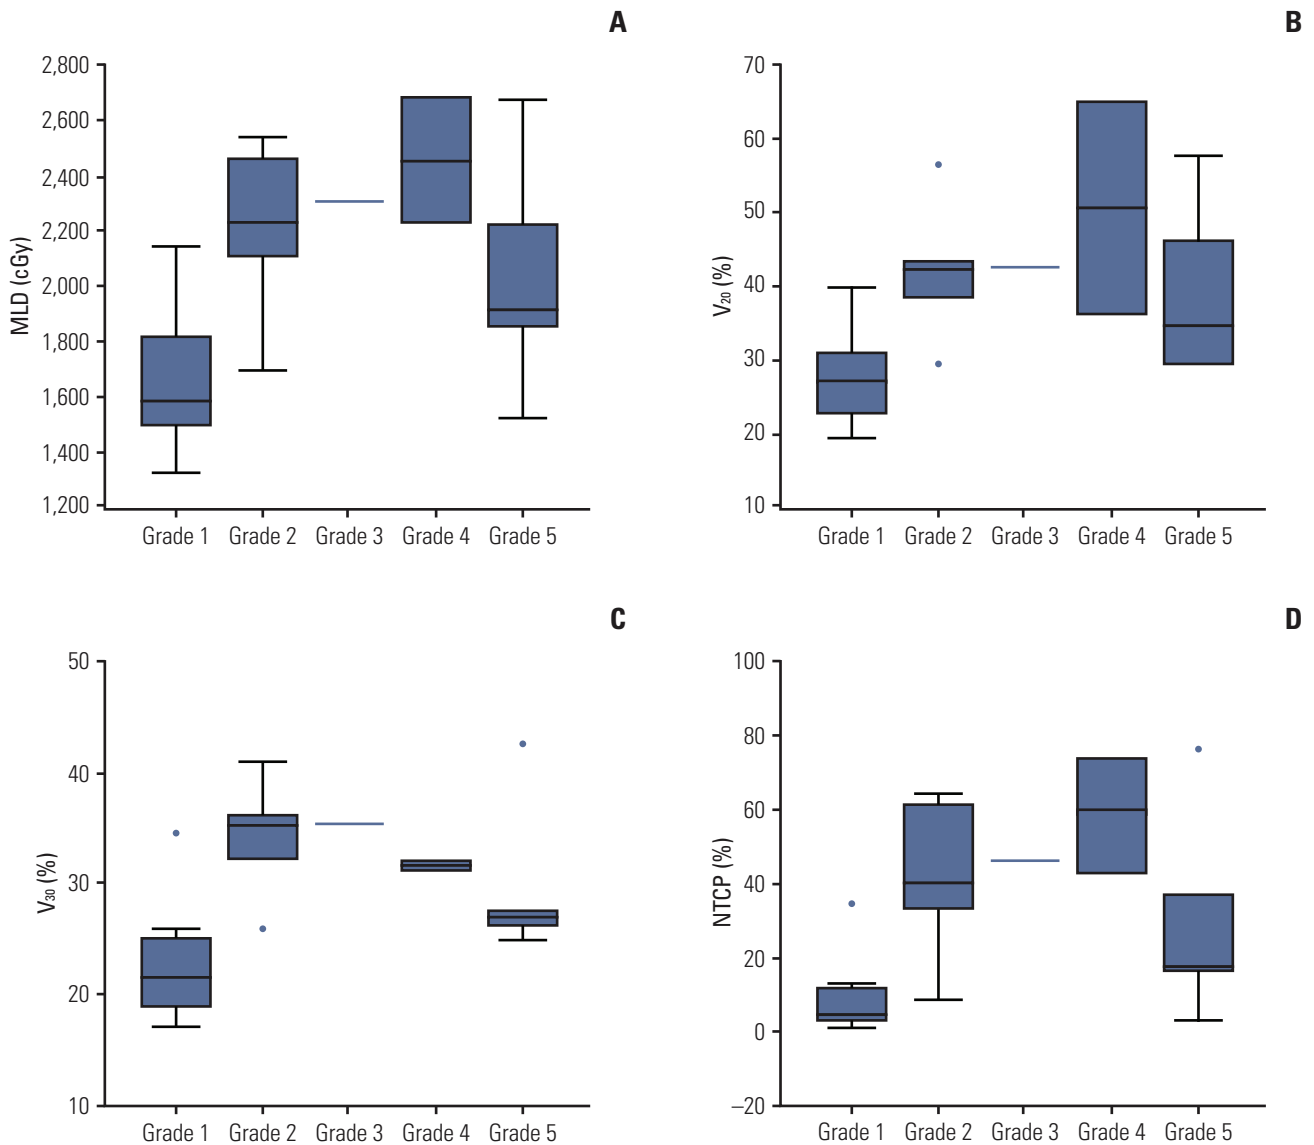 A
MLD (cGy)
2,800
2,600
2,400
2,200
2,000
1,800
1,600
1,400
1,200
Grade 1 Grade 2 Grade 3 Grade 4 Grade 5
B
V20 (%)
70
60
50
40
30
20
10
Grade 1 Grade 2 Grade 3 Grade 4 Grade 5
C
V30 (%)
50
40
30
20
10
Grade 1 Grade 2 Grade 3 Grade 4 Grade 5
D
NTCP (%)
100
80
60
40
20
0
–20
Grade 1 Grade 2 Grade 3 Grade 4 Grade 5